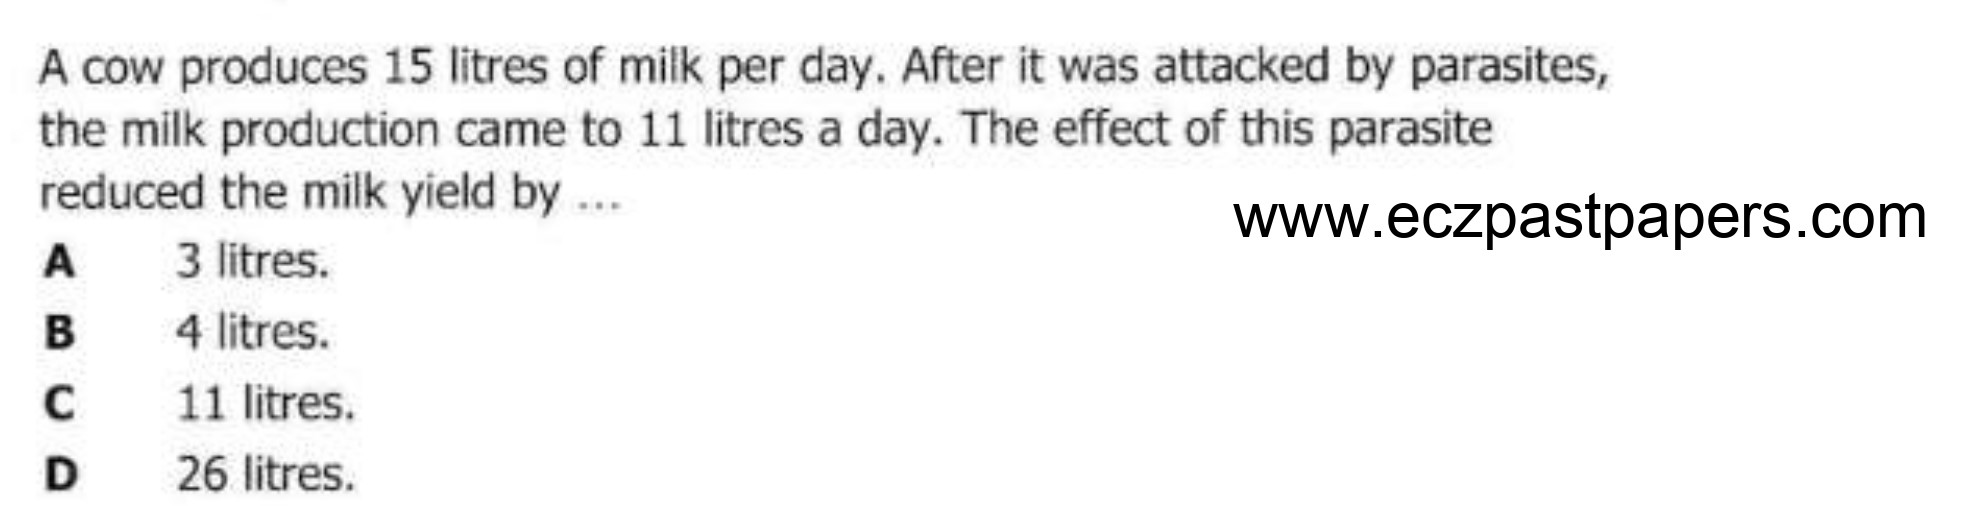 A cow produces 15 litres of milk per day. After it was attacked by parasites,
the milk production came to 11 litres a day. The effect of this parasite
reduced the milk yield by ...
www.eczpastpapers.com
A 3 litres.
B 4 litres.
C 11 litres.
D 26 litres.